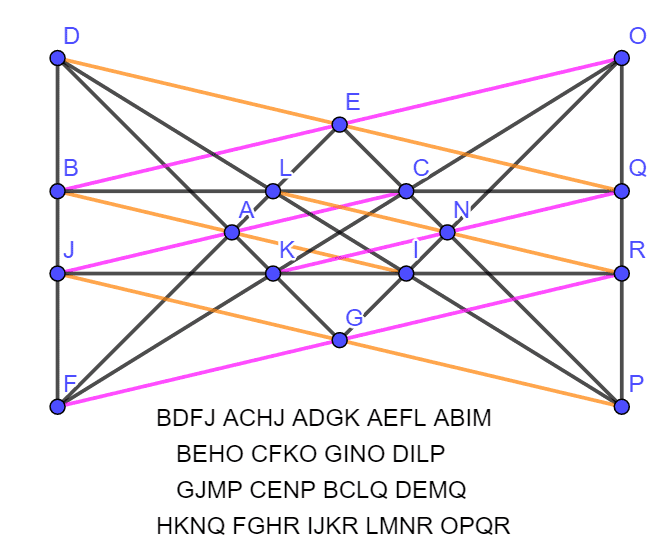 D O
E
B L C Q
A N
J K I R
G
F P
BDFJ ACHJ ADGK AEFL ABIM
BEHO CFKO GINO DILP
GJMP CENP BCLQ DEMQ
HKNQ FGHR IJKR LMNR OPQR